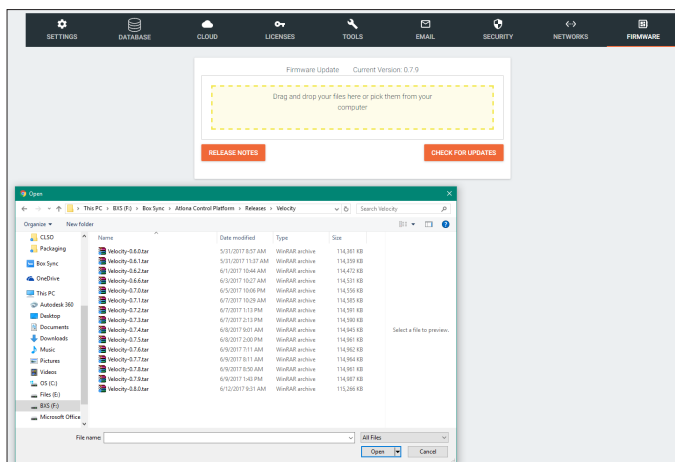 SETTINGS DATABASE CLOUD LICENSES TOOLS EMAIL SECURITY NETWORKS FIRMWARE
Firmware Update Current Version: 0.7.9
Drag and drop your files here or pick them from your
computer
RELEASE NOTES CHECK FOR UPDATES
Open
This PC > BXS (F:) > Box Sync > Atlona Control Platform > Releases > Velocity Search Velocity
Organize New folder
CLSO Name Date modified Type Size
Packaging Velocity-0.6.0.tar 5/31/2017 8:57 AM WinRAR archive 114,361 KB
Velocity-0.6.1.tar 5/31/2017 11:37 AM WinRAR archive 114,359 KB
Box Sync Velocity-0.6.2.tar 6/1/2017 10:44 AM WinRAR archive 114,472 KB
Velocity-0.6.6.tar 6/3/2017 10:27 AM WinRAR archive 114,531 KB
OneDrive Velocity-0.7.0.tar 6/5/2017 10:06 PM WinRAR archive 114,556 KB
This PC Velocity-0.7.1.tar 6/7/2017 10:29 AM WinRAR archive 114,585 KB
Autodesk 360 Velocity-0.7.2.tar 6/7/2017 1:13 PM WinRAR archive 114,591 KB
Desktop Velocity-0.7.3.tar 6/7/2017 2:13 PM WinRAR archive 114,590 KB
Documents Velocity-0.7.4.tar 6/8/2017 9:01 AM WinRAR archive 114,945 KB Select a file to preview.
Downloads Velocity-0.7.5.tar 6/8/2017 2:00 PM WinRAR archive 114,961 KB
Music Velocity-0.7.6.tar 6/9/2017 7:11 AM WinRAR archive 114,962 KB
Pictures Velocity-0.7.7.tar 6/9/2017 8:11 AM WinRAR archive 114,964 KB
Videos Velocity-0.7.8.tar 6/9/2017 8:50 AM WinRAR archive 114,961 KB
OS (C:) Velocity-0.7.9.tar 6/9/2017 1:43 PM WinRAR archive 114,987 KB
Files (E:) Velocity-0.8.0.tar 6/12/2017 9:31 AM WinRAR archive 115,266 KB
BXS (F:)
Microsoft Office
File name: All Files
Open Cancel